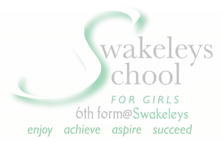 Swakeleys
School
FOR GIRLS
6th form@Swakeleys
enjoy achieve aspire succeed